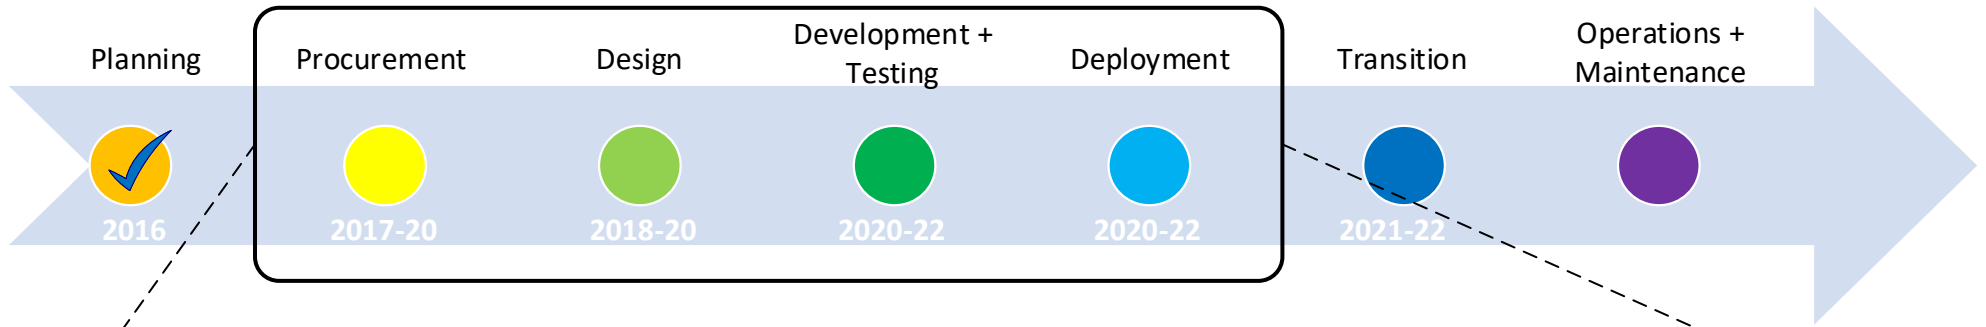 Planning
Procurement
Design
Development +
Testing
Deployment
Transition
Operations +
Maintenance
2016
2017-20
2018-20
2020-22
2020-22
2021-22